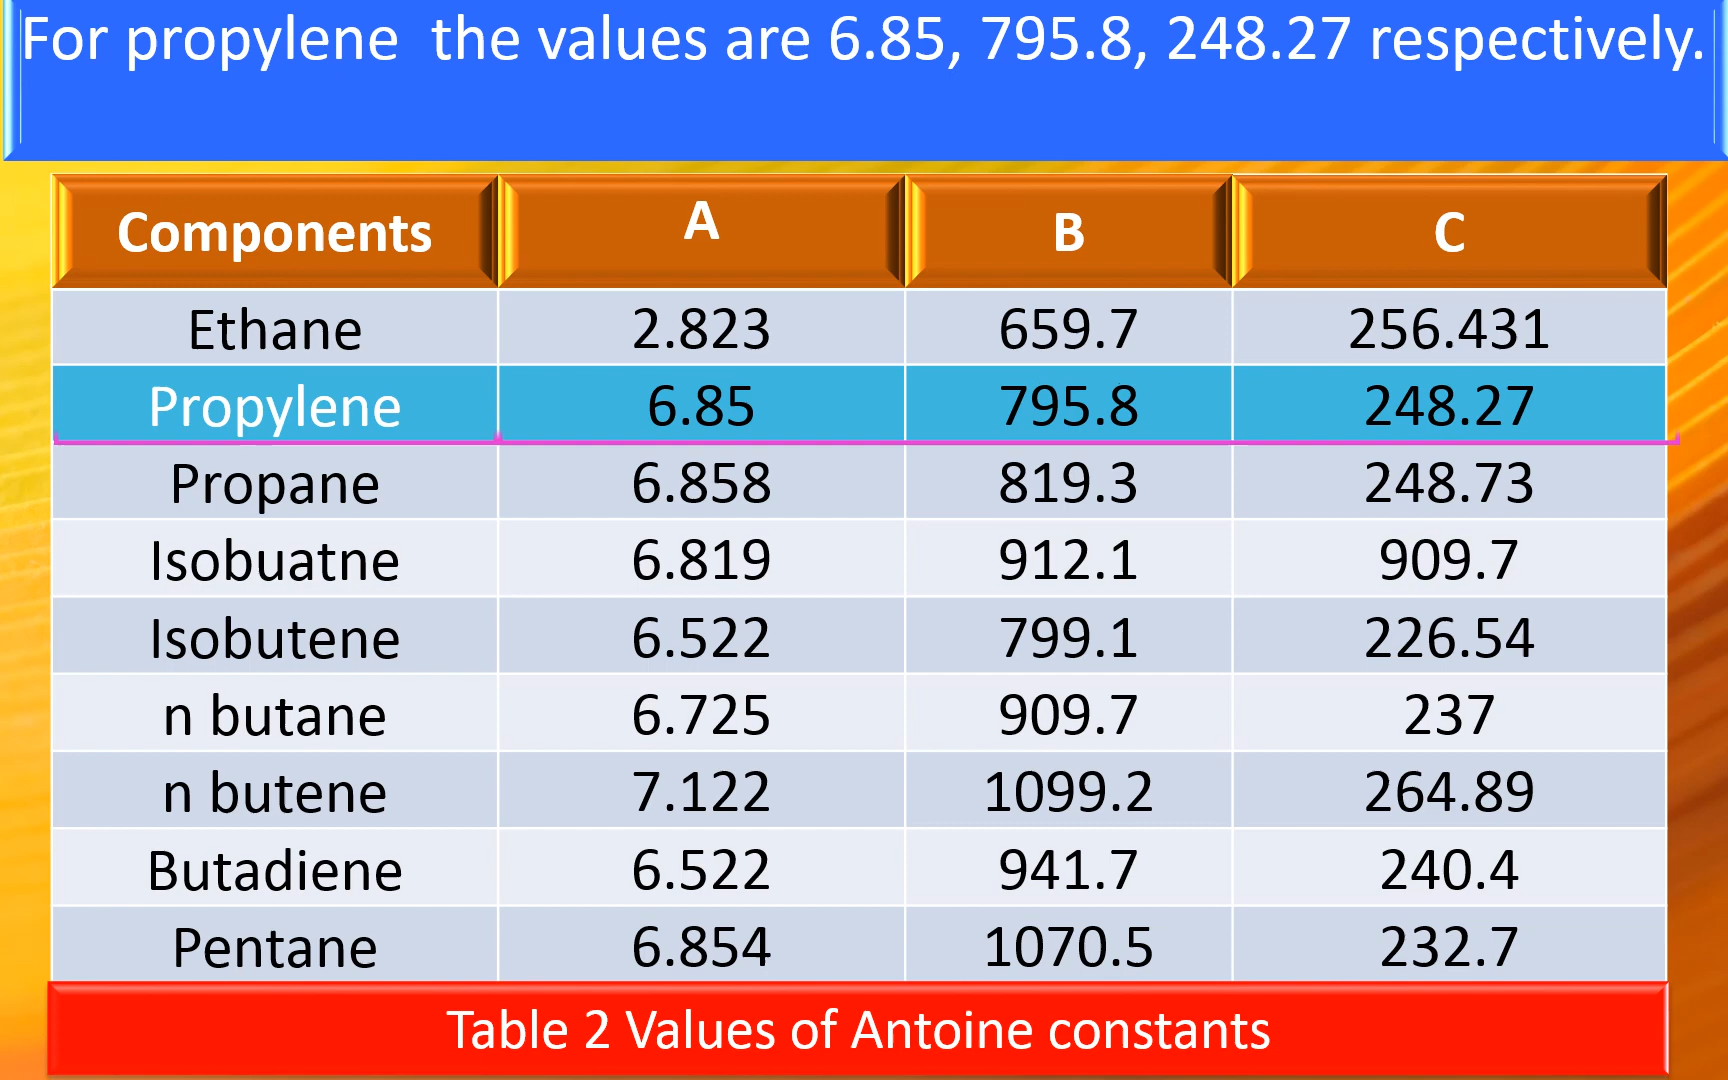 For propylene  the values are 6.85, 795.8, 248.27 respectively.
Components A B C
Ethane 2.823 659.7 256.431
Propylene 6.85 795.8 248.27
Propane 6.858 819.3 248.73
Isobuatne 6.819 912.1 909.7
Isobutene 6.522 799.1 226.54
n butane 6.725 909.7 237
n butene 7.122 1099.2 264.89
Butadiene 6.522 941.7 240.4
Pentane 6.854 1070.5 232.7
Table 2 Values of Antoine constants